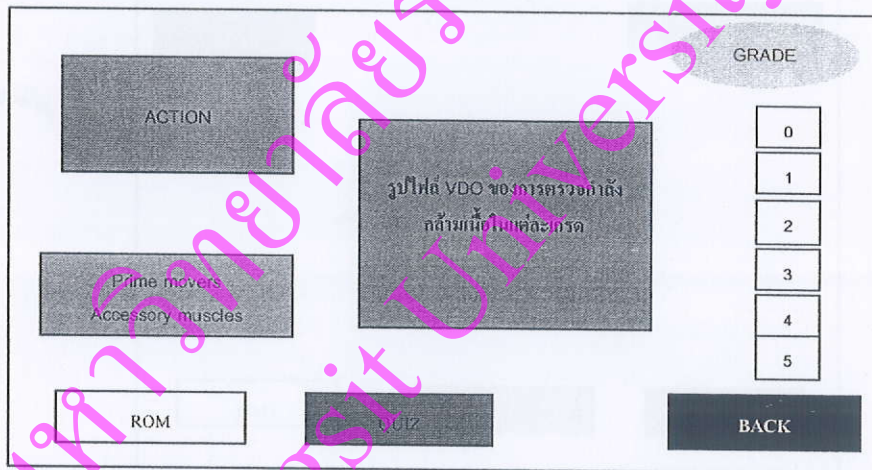 GRADE
ACTION
0
1
รูปไฟล์ VDO ของการตรวจกำลัง
กล้ามเนื้อในแต่ละเกรด
2
3
Prime movers
Accessory muscles
4
5
ROM
QUIZ
BACK